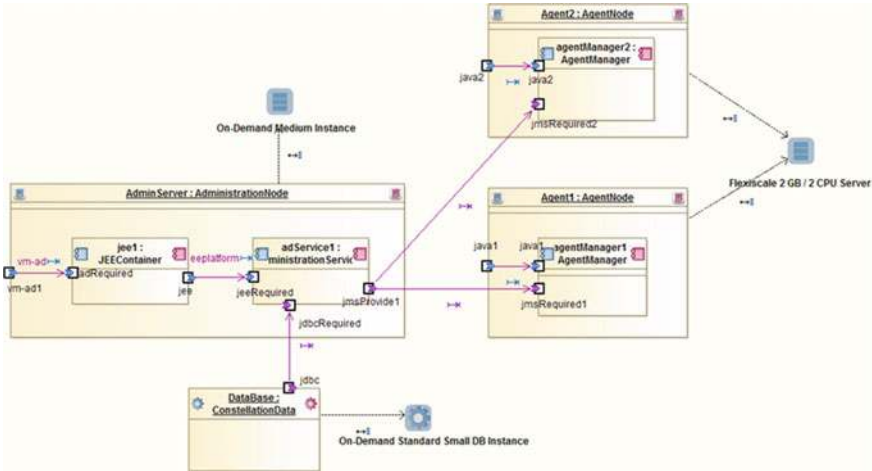 Agent2 : AgentNode
agentManager2 :
AgentManager
java2
java2
jmsRequired2
On-Demand Medium Instance
Flexiscale 2 GB / 2 CPU Server
AdminServer : AdministrationNode
Agent1 : AgentNode
jee1 :
JEEContainer
adService1 :
ministrationServic
vm-ad
adRequired
vm-ad1
eeplatform
jee
jeeRequired
jmsProvide1
jdbcRequired
java1
java1
agentManager1
AgentManager
jmsRequired1
jdbc
DataBase :
ConstellationData
On-Demand Standard Small DB Instance